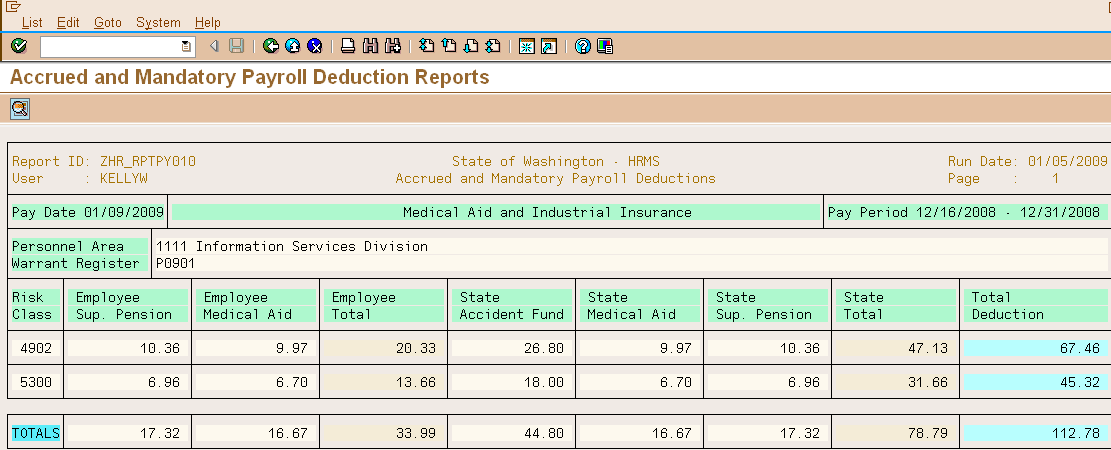 List Edit Goto System Help
Accrued and Mandatory Payroll Deduction Reports
Report ID: ZHR_RPTPY010 State of Washington - HRMS Run Date: 01/05/2009
User : KELLYW Accrued and Mandatory Payroll Deductions Page : 1
Pay Date 01/09/2009 Medical Aid and Industrial Insurance Pay Period 12/16/2008 - 12/31/2008
Personnel Area 1111 Information Services Division
Warrant Register P0901
Risk Employee Employee Employee State State State State Total
Class Sup. Pension Medical Aid Total Accident Fund Medical Aid Sup. Pension Total Deduction
4902 10.36 9.97 20.33 26.80 9.97 10.36 47.13 67.46
5300 6.96 6.70 13.66 18.00 6.70 6.96 31.66 45.32
TOTALS 17.32 16.67 33.99 44.80 16.67 17.32 78.79 112.78